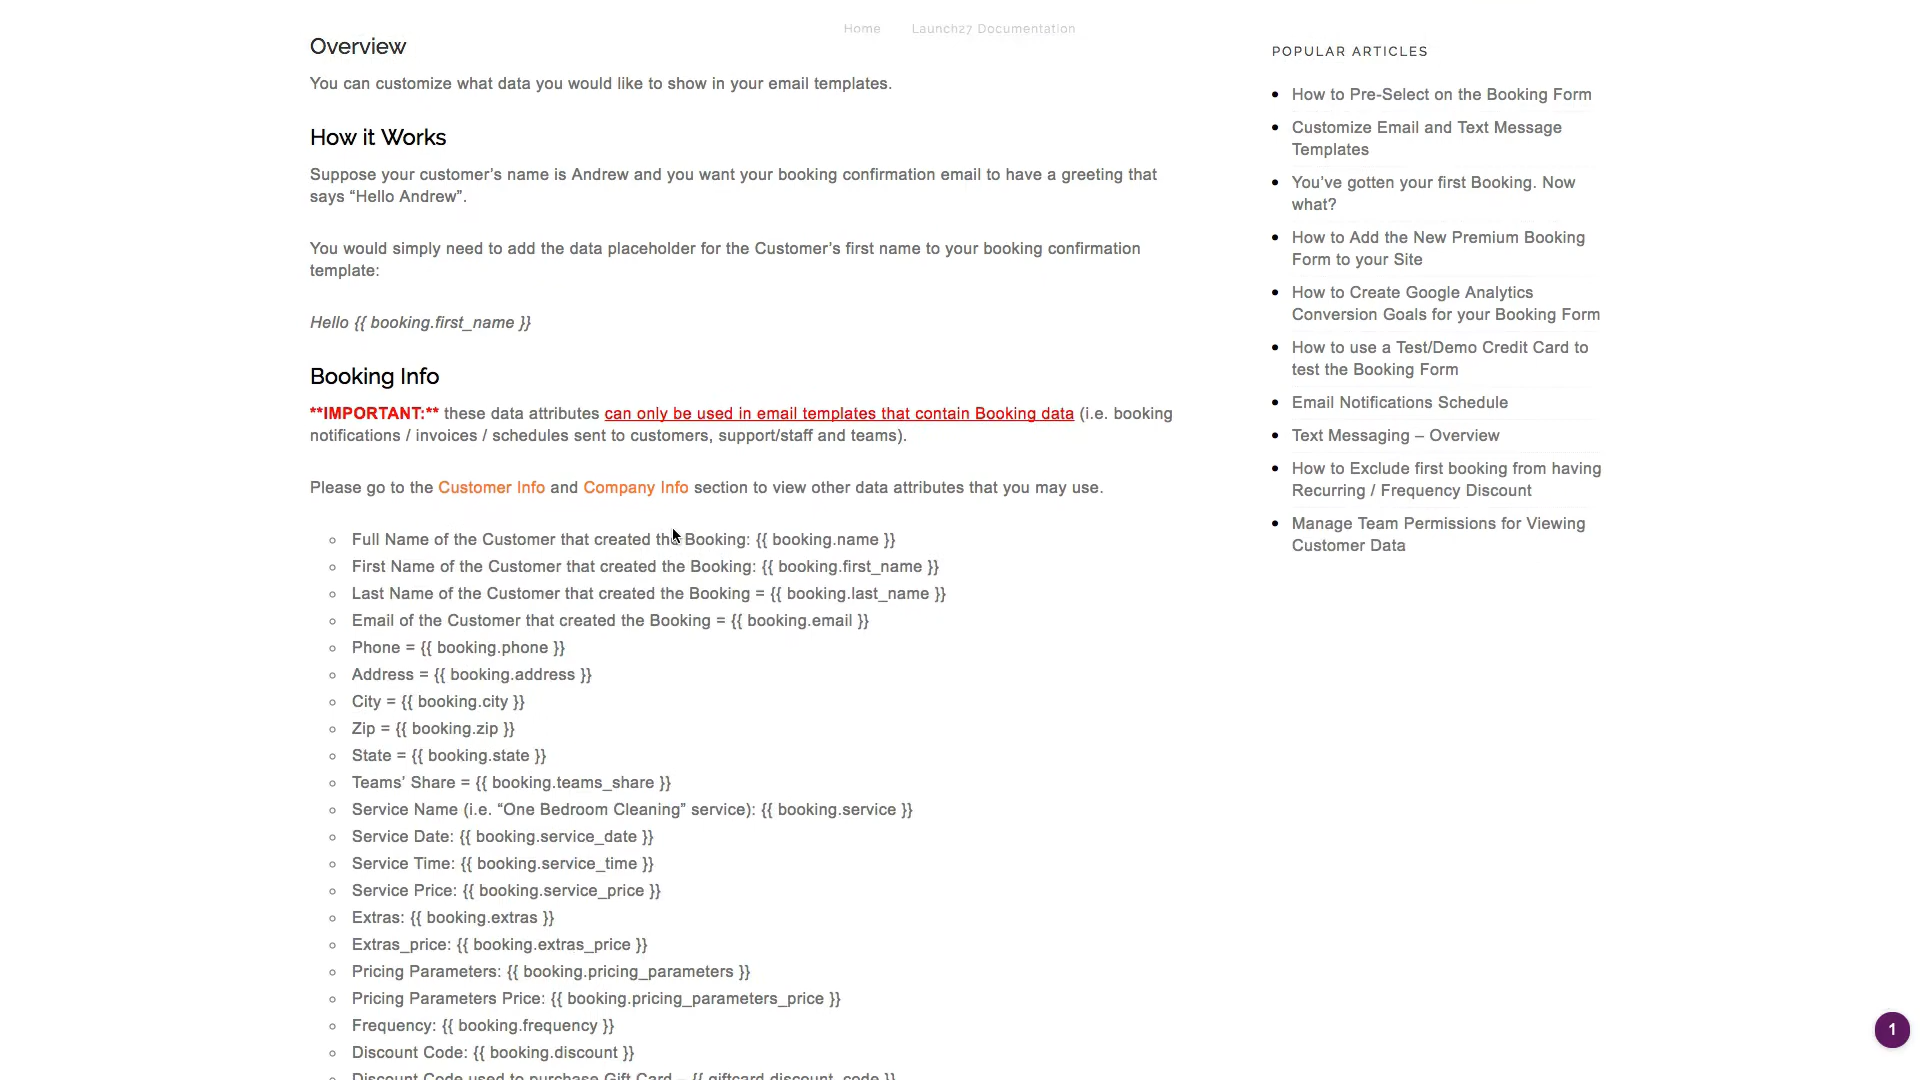 Home Launch27 Documentation
Overview
You can customize what data you would like to show in your email templates.
How it Works
Suppose your customer’s name is Andrew and you want your booking confirmation email to have a greeting that
says “Hello Andrew”.
You would simply need to add the data placeholder for the Customer’s first name to your booking confirmation
template:
Hello {{ booking.first_name }}
Booking Info
**IMPORTANT:** these data attributes can only be used in email templates that contain Booking data (i.e. booking
notifications / invoices / schedules sent to customers, support/staff and teams).
Please go to the Customer Info and Company Info section to view other data attributes that you may use.
Full Name of the Customer that created the Booking: {{ booking.name }}
First Name of the Customer that created the Booking: {{ booking.first_name }}
Last Name of the Customer that created the Booking = {{ booking.last_name }}
Email of the Customer that created the Booking = {{ booking.email }}
Phone = {{ booking.phone }}
Address = {{ booking.address }}
City = {{ booking.city }}
Zip = {{ booking.zip }}
State = {{ booking.state }}
Teams’ Share = {{ booking.teams_share }}
Service Name (i.e. “One Bedroom Cleaning” service): {{ booking.service }}
Service Date: {{ booking.service_date }}
Service Time: {{ booking.service_time }}
Service Price: {{ booking.service_price }}
Extras: {{ booking.extras }}
Extras_price: {{ booking.extras_price }}
Pricing Parameters: {{ booking.pricing_parameters }}
Pricing Parameters Price: {{ booking.pricing_parameters_price }}
Frequency: {{ booking.frequency }}
Discount Code: {{ booking.discount }}
Discount Code used to purchase Gift Card = {{ giftcard.discount_code }}
POPULAR ARTICLES
How to Pre-Select on the Booking Form
Customize Email and Text Message
Templates
You’ve gotten your first Booking. Now
what?
How to Add the New Premium Booking
Form to your Site
How to Create Google Analytics
Conversion Goals for your Booking Form
How to use a Test/Demo Credit Card to
test the Booking Form
Email Notifications Schedule
Text Messaging – Overview
How to Exclude first booking from having
Recurring / Frequency Discount
Manage Team Permissions for Viewing
Customer Data
1